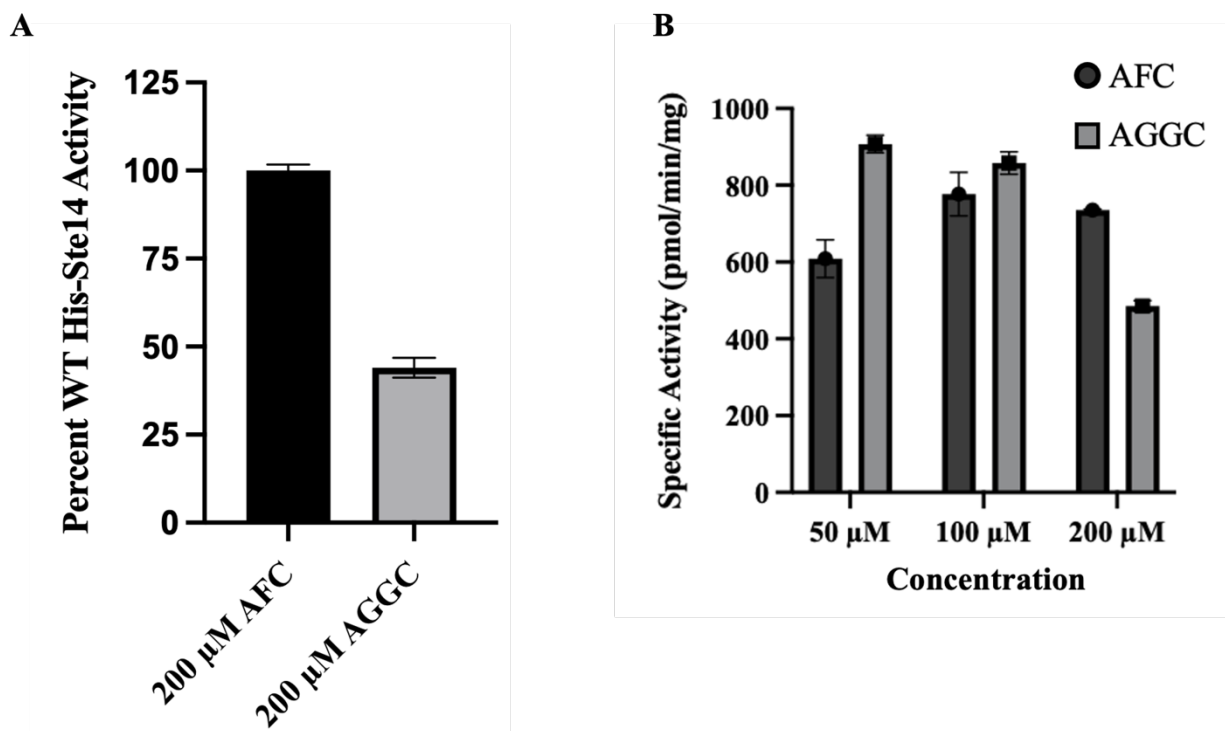 A
Percent WT His-Ste14 Activity
125
100
75
50
25
0
200 µM AFC
200 µM AGGC
B
AFC
AGGC
Specific Activity (pmol/min/mg)
1000
800
600
400
200
0
50 µM
100 µM
200 µM
Concentration